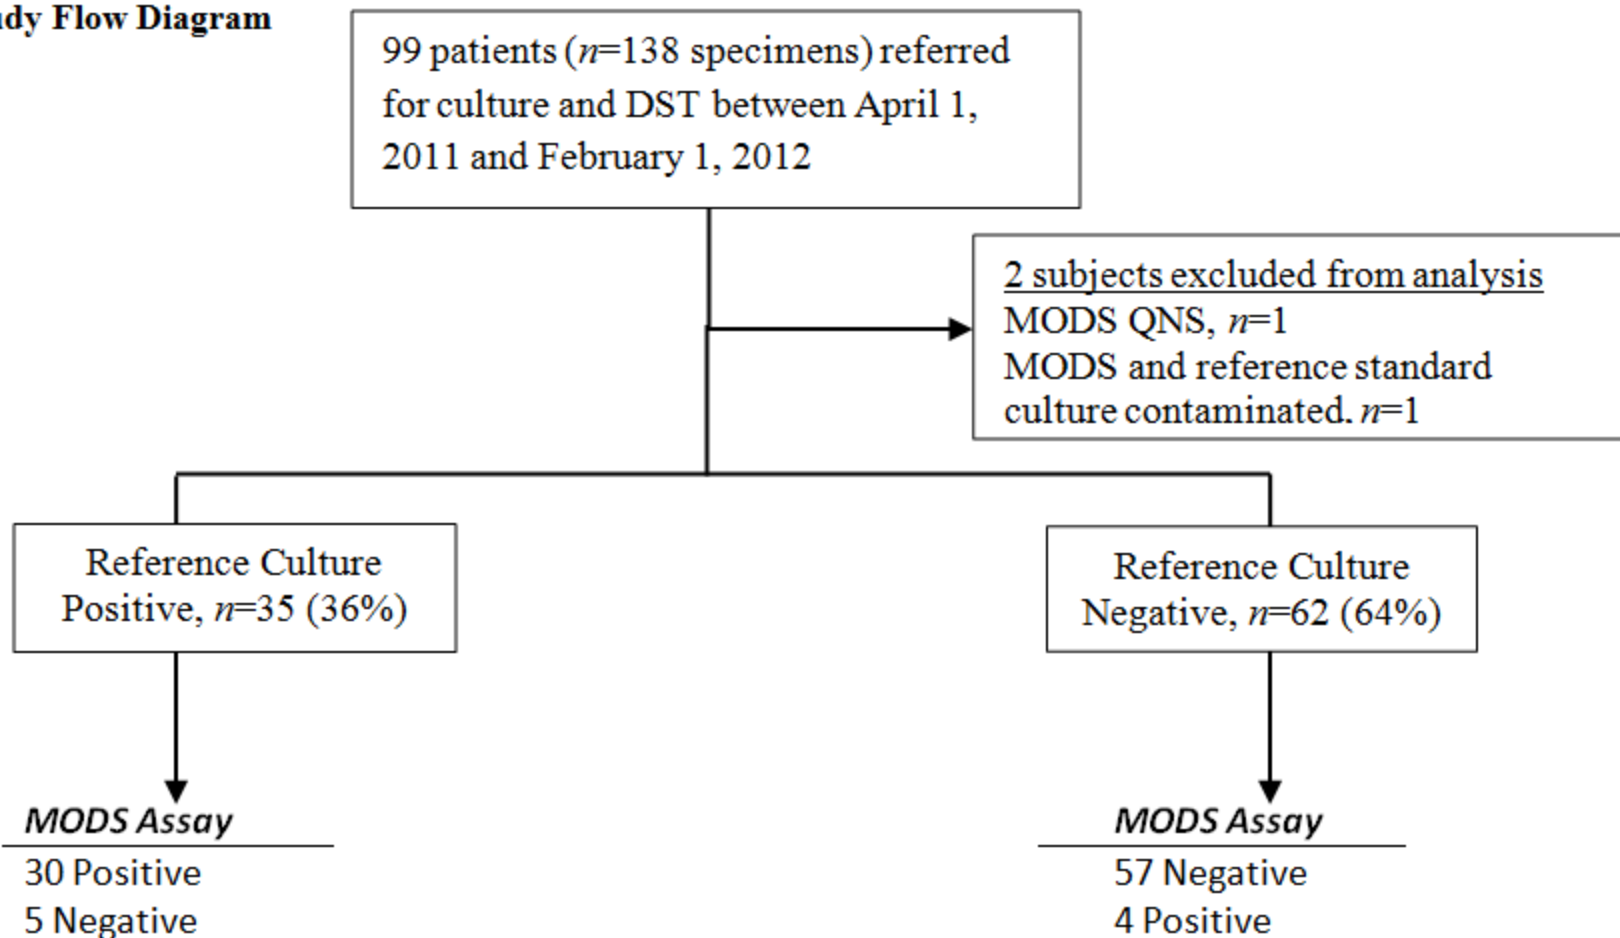 Flow Diagram
99 patients (n=138 specimens) referred
for culture and DST between April 1,
2011 and February 1, 2012
2 subjects excluded from analysis
MODS QNS, n=1
MODS and reference standard
culture contaminated. n=1
Reference Culture
Positive, n=35 (36%)
Reference Culture
Negative, n=62 (64%)
MODS Assay
30 Positive
5 Negative
MODS Assay
57 Negative
4 Positive